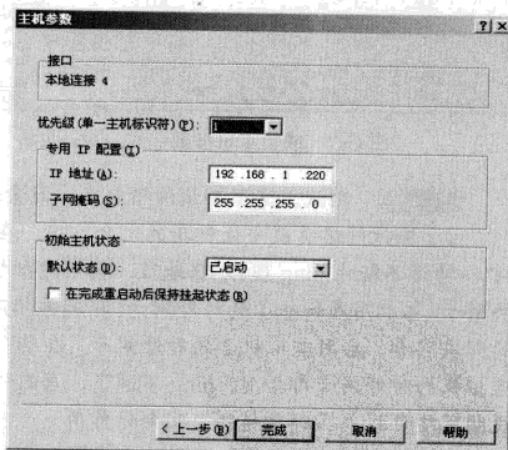 主机参数
? ×
接口
本地连接 4
优先级(单一主机标识符)(P): 1
专用 IP 配置(I)
IP 地址(A): 192 .168 . 1 .220
子网掩码(S): 255 .255 .255 . 0
初始主机状态
默认状态(D): 已启动
在完成重启动后保持挂起状态(R)
< 上一步(B) 完成 取消 帮助